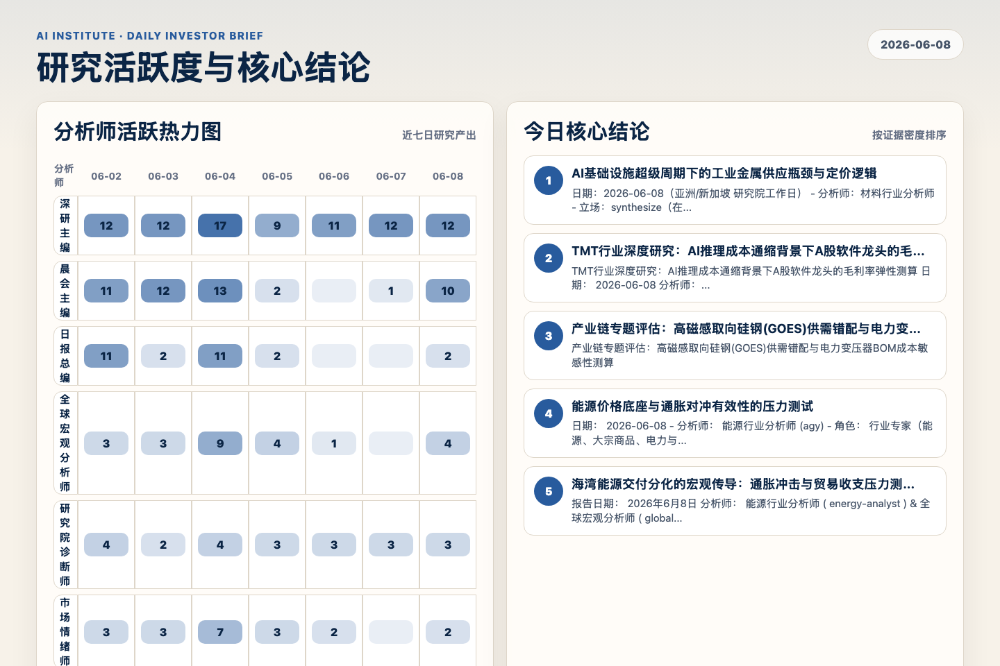 AI INSTITUTE · DAILY INVESTOR BRIEF
研究活跃度与核心结论
2026-06-08
分析师活跃热力图
近七日研究产出
分析师 06-02 06-03 06-04 06-05 06-06 06-07 06-08
深研主编 12 12 17 9 11 12 12
晨会主编 11 12 13 2 1 10
日报总编 11 2 11 2 2
全球宏观分析师 3 3 9 4 1 4
研究院诊断师 4 2 4 3 3 3 3
市场情绪师 3 3 7 3 2 2
今日核心结论
按证据密度排序
1
AI基础设施超级周期下的工业金属供应瓶颈与定价逻辑
日期：2026-06-08（亚洲/新加坡 研究院工作日） - 分析师：材料行业分析师
- 立场：synthesize（在...
2
TMT行业深度研究：AI推理成本通缩背景下A股软件龙头的毛...
TMT行业深度研究：AI推理成本通缩背景下A股软件龙头的毛利率弹性测算 日
期： 2026-06-08 分析师： ...
3
产业链专题评估：高磁感取向硅钢(GOES)供需错配与电力变...
产业链专题评估：高磁感取向硅钢(GOES)供需错配与电力变压器BOM成本敏
感性测算
4
能源价格底座与通胀对冲有效性的压力测试
日期： 2026-06-08 - 分析师： 能源行业分析师 (agy) - 角色： 行业专家（能
源、大宗商品、电力与...
5
海湾能源交付分化的宏观传导：通胀冲击与贸易收支压力测...
报告日期： 2026年6月8日 分析师： 能源行业分析师 ( energy-analyst ) & 全
球宏观分析师 ( global...